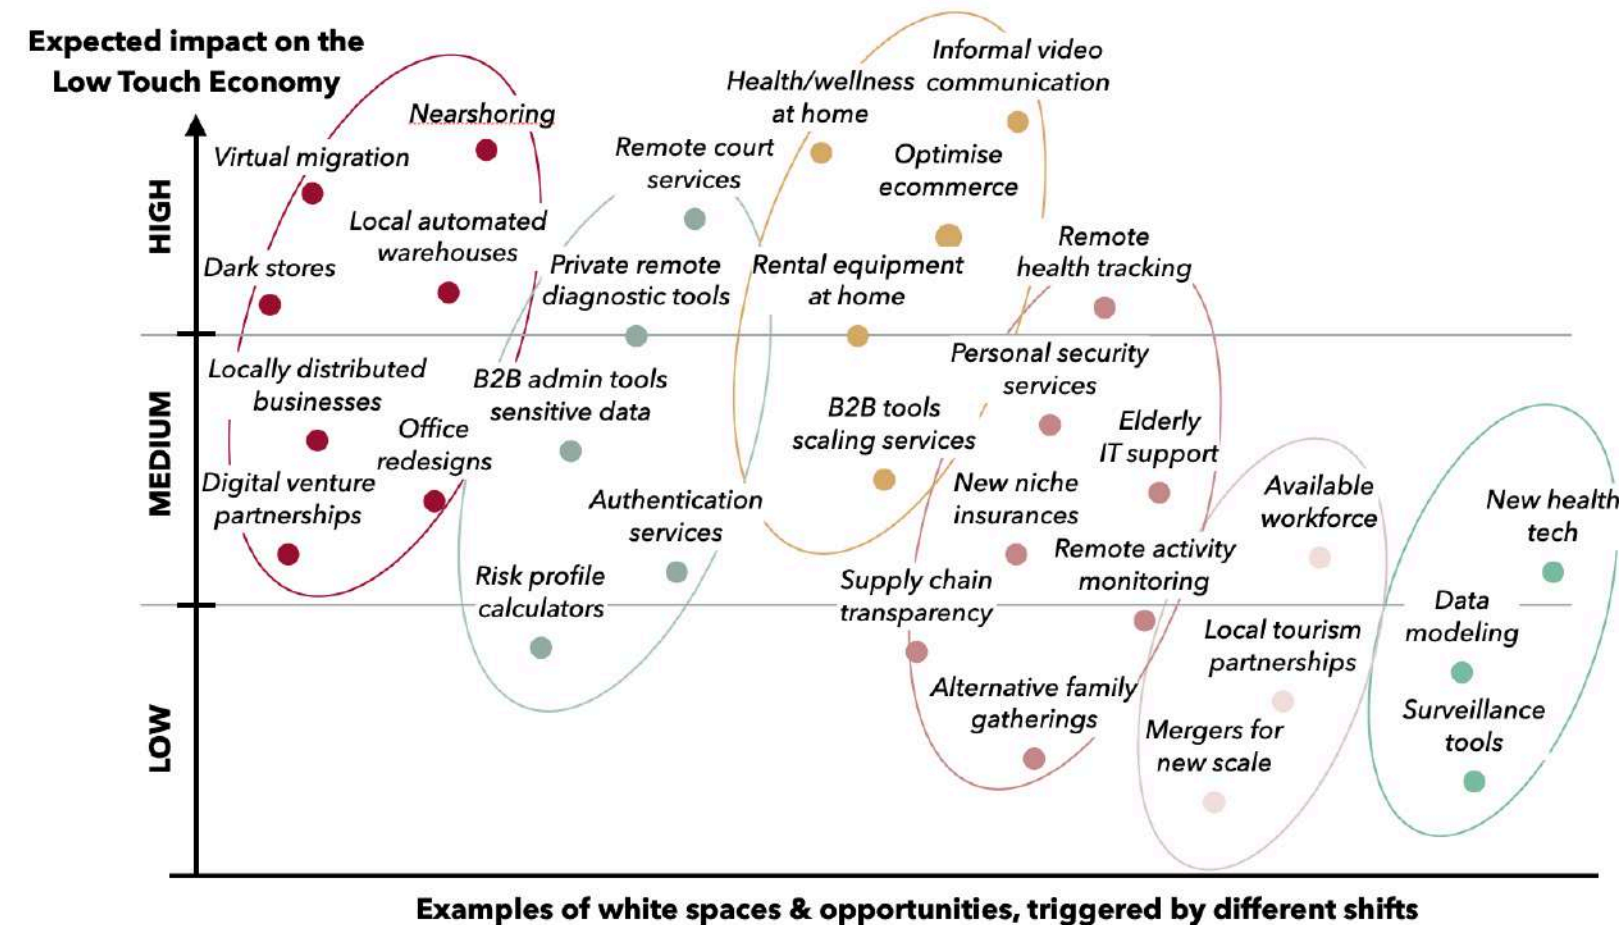 Expected impact on the
Low Touch Economy
HIGH
MEDIUM
LOW
Nearshoring
Virtual migration
Local automated
warehouses
Dark stores
Locally distributed
businesses
Office
redesigns
Digital venture
partnerships
Remote court
services
Private remote
diagnostic tools
B2B admin tools
sensitive data
Authentication
services
Risk profile
calculators
Informal video
communication
Health/wellness
at home
Optimise
ecommerce
Rental equipment
at home
B2B tools
scaling services
Remote
health tracking
Personal security
services
Elderly
IT support
New niche
insurances
Remote activity
monitoring
Supply chain
transparency
Alternative family
gatherings
Available
workforce
Local tourism
partnerships
Mergers for
new scale
New health
tech
Data
modeling
Surveillance
tools
Examples of white spaces & opportunities, triggered by different shifts